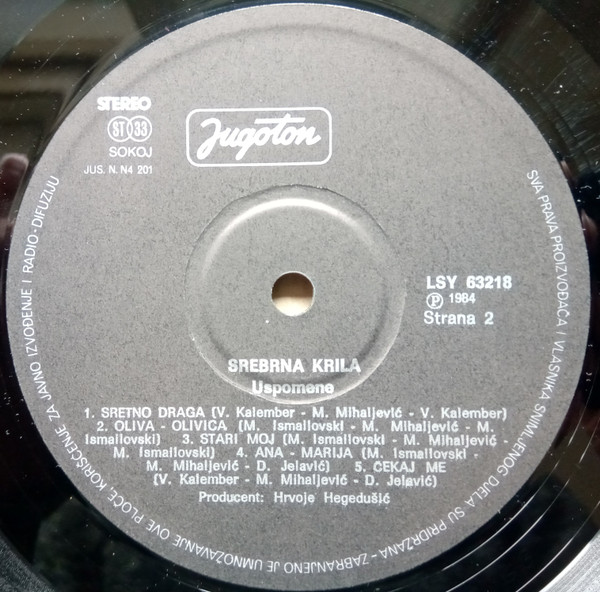 STEREO
ST 33
SOKOJ
JUS. N. N4 201
Jugoton
LSY 63218
℗ 1984
Strana 2
SREBRNA KRILA
Uspomene
1. SRETNO DRAGA (V. Kalember - M. Mihaljević - V. Kalember)
2. OLIVA - OLIVICA (M. Ismailovski - M. Mihaljević - M.
Ismailovski) 3. STARI MOJ (M. Ismailovski - M. Mihaljević -
M. Ismailovski) 4. ANA - MARIJA (M. Ismailovski -
M. Mihaljević - D. Jelavić) 5. ČEKAJ ME
(V. Kalember - M. Mihaljević - D. Jelavić)
Producent: Hrvoje Hegedušić
SVA PRAVA PROIZVOĐAČA I VLASNIKA SNIMLJENOG DJELA SU PRIDRŽANA - ZABRANJENO JE UMNOŽAVANJE OVE PLOČE, KORIŠĆENJE ZA JAVNO IZVOĐENJE I RADIO-DIFUZIJU